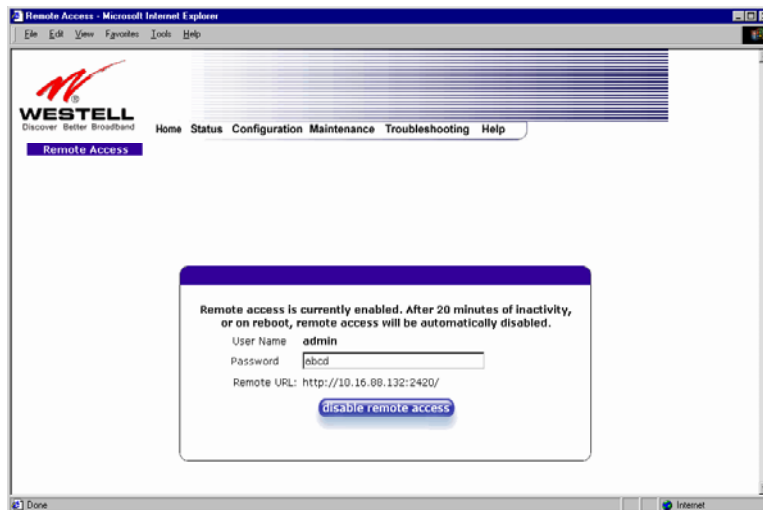 Remote Access - Microsoft Internet Explorer
File Edit View Favorites Tools Help
WESTELL
®
Discover Better Broadband
Home Status Configuration Maintenance Troubleshooting Help
Remote Access
Remote access is currently enabled. After 20 minutes of inactivity,
or on reboot, remote access will be automatically disabled.
User Name admin
Password abcd
Remote URL: http://10.16.88.132:2420/
disable remote access
Done
Internet